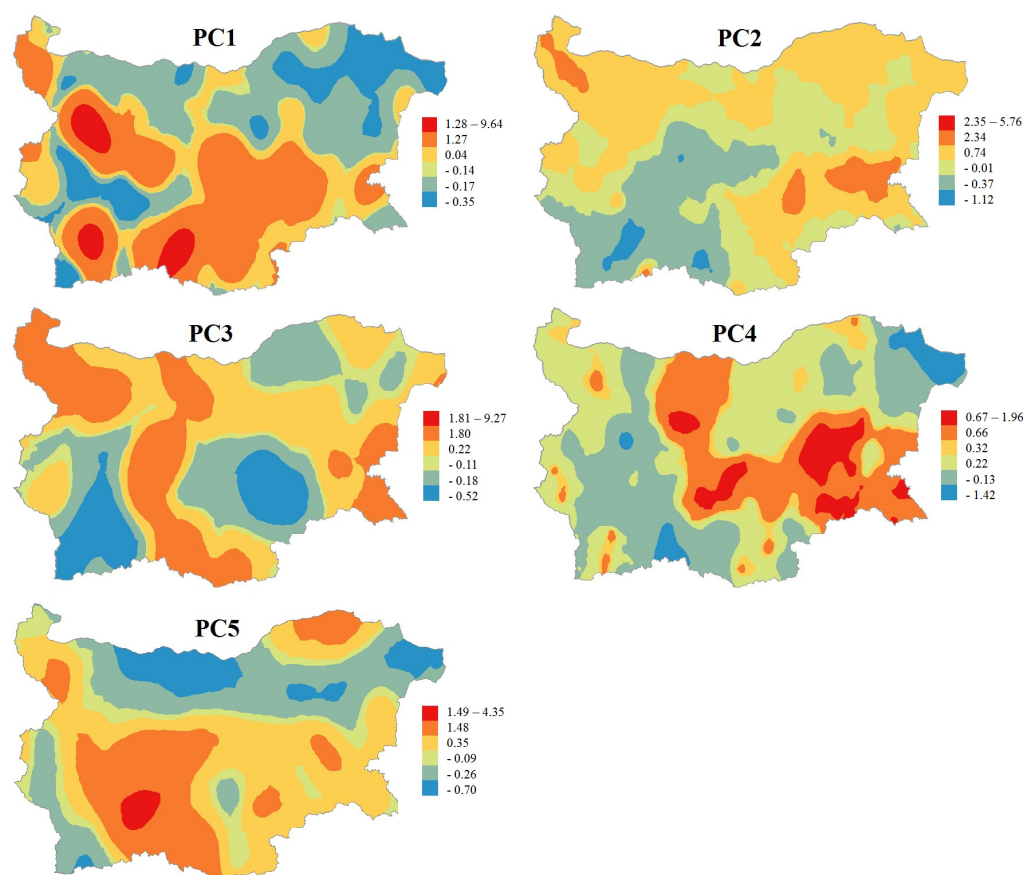 PC1
1.28 – 9.64
1.27
0.04
- 0.14
- 0.17
- 0.35
PC2
2.35 – 5.76
2.34
0.74
- 0.01
- 0.37
- 1.12
PC3
1.81 – 9.27
1.80
0.22
- 0.11
- 0.18
- 0.52
PC4
0.67 – 1.96
0.66
0.32
0.22
- 0.13
- 1.42
PC5
1.49 – 4.35
1.48
0.35
- 0.09
- 0.26
- 0.70